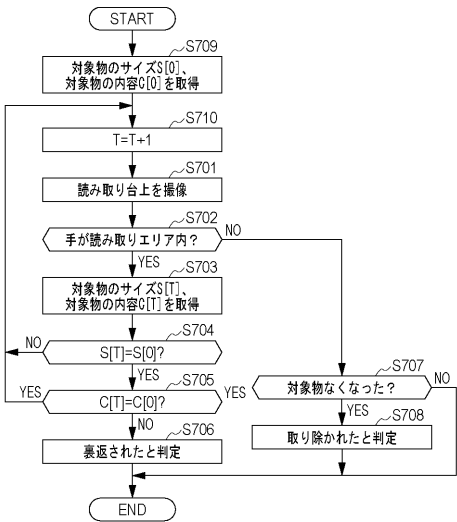 START
S709
対象物のサイズS[0]、
対象物の内容C[0]を取得
S710
T=T+1
S701
読み取り台上を撮像
S702
手が読み取りエリア内？
NO
YES
S703
対象物のサイズS[T]、
対象物の内容C[T]を取得
S704
NO
S[T]=S[0]?
YES
S705
YES
C[T]=C[0]?
YES
S707
対象物なくなった？
NO
NO
S706
裏返されたと判定
YES
S708
取り除かれたと判定
END